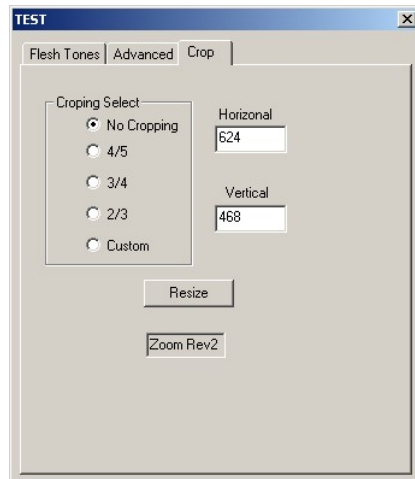 TEST
Flesh Tones Advanced Crop
Croping Select
No Cropping
4/5
3/4
2/3
Custom
Horizonal
624
Vertical
468
Resize
Zoom Rev2